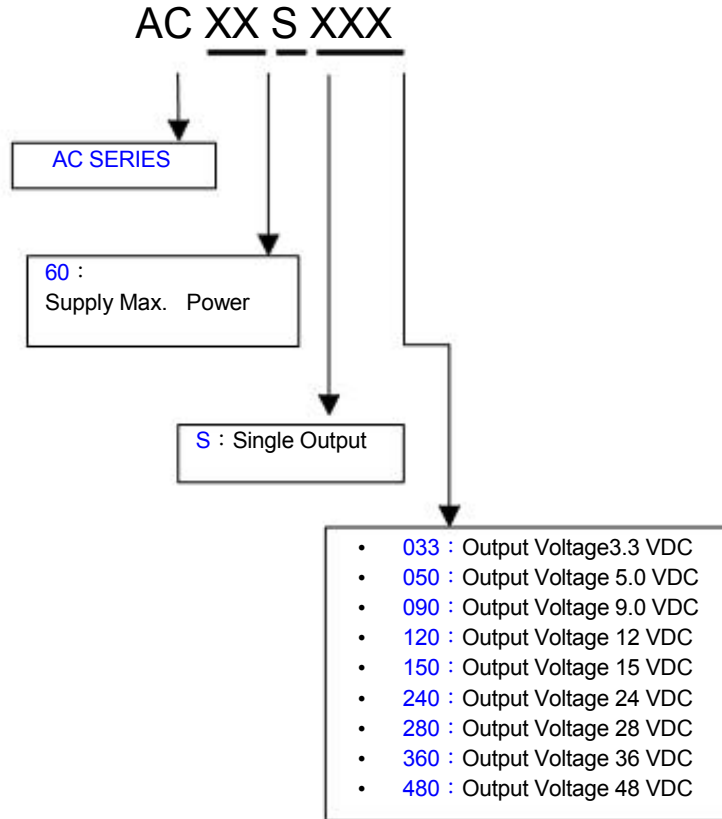 AC XX S XXX
AC SERIES
60：
Supply Max. Power
S：Single Output
• 033：Output Voltage3.3 VDC
• 050：Output Voltage 5.0 VDC
• 090：Output Voltage 9.0 VDC
• 120：Output Voltage 12 VDC
• 150：Output Voltage 15 VDC
• 240：Output Voltage 24 VDC
• 280：Output Voltage 28 VDC
• 360：Output Voltage 36 VDC
• 480：Output Voltage 48 VDC